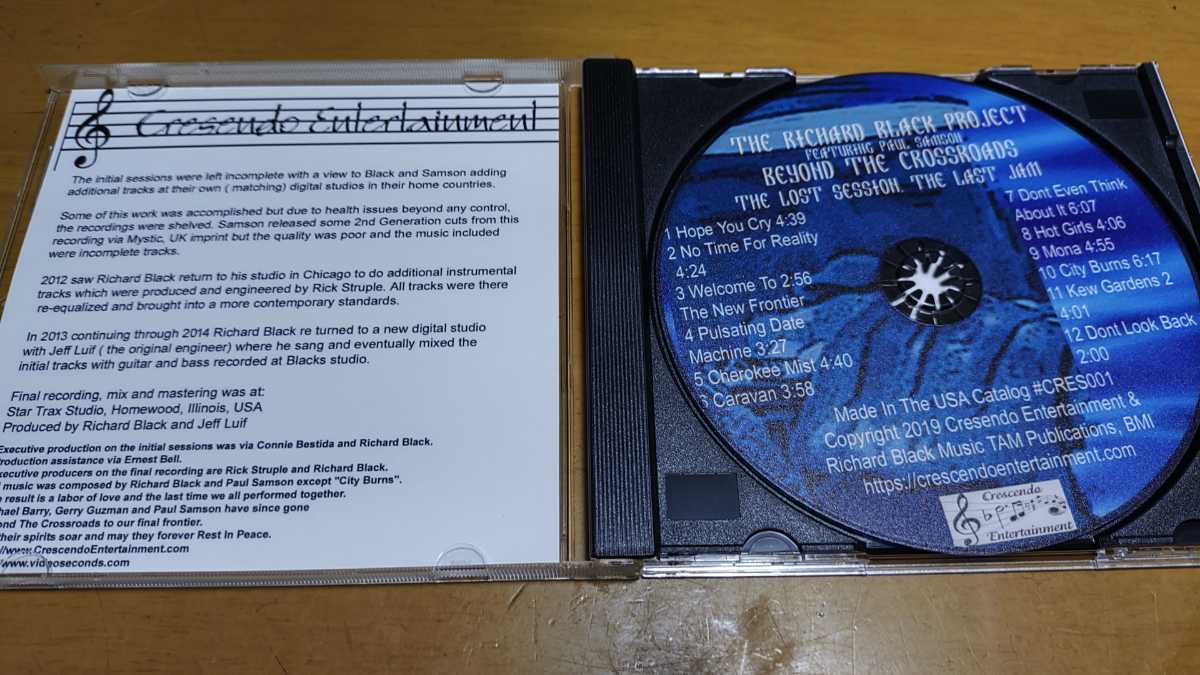 Cresendo Entertainment
The initial sessions were left incomplete with a view to Black and Samson adding
additional tracks at their own ( matching) digital studios in their home countries.
Some of this work was accomplished but due to health issues beyond any control,
the recordings were shelved. Samson released some 2nd Generation cuts from this
recording via Mystic, UK imprint but the quality was poor and the music included
were incomplete tracks.
2012 saw Richard Black return to his studio in Chicago to do additional instrumental
tracks which were produced and engineered by Rick Struple. All tracks were there
re-equalized and brought into a more contemporary standards.
In 2013 continuing through 2014 Richard Black re turned to a new digital studio
with Jeff Luif ( the original engineer) where he sang and eventually mixed the
initial tracks with guitar and bass recorded at Blacks studio.
Final recording, mix and mastering was at:
Star Trax Studio, Homewood, Illinois, USA
Produced by Richard Black and Jeff Luif
Executive production on the initial sessions was via Connie Bestida and Richard Black.
roduction assistance via Ernest Bell.
xecutive producers on the final recording are Rick Struple and Richard Black.
music was composed by Richard Black and Paul Samson except "City Burns".
e result is a labor of love and the last time we all performed together.
hael Barry, Gerry Guzman and Paul Samson have since gone
ond The Crossroads to our final frontier.
their spirits soar and may they forever Rest In Peace.
//www.CrescendoEntertainment.com
/www.videoseconds.com
THE RICHARD BLACK PROJECT
FEATURING PAUL SAMSON
BEYOND THE CROSSROADS
THE LOST SESSION, THE LAST JAM
1 Hope You Cry 4:39
2 No Time For Reality
4:24
3 Welcome To 2:56
The New Frontier
4 Pulsating Date
Machine 3:27
5 Cherokee Mist 4:40
6 Caravan 3:58
7 Dont Even Think
About It 6:07
8 Hot Girls 4:06
9 Mona 4:55
10 City Burns 6:17
11 Kew Gardens 2
4:01
12 Dont Look Back
2:00
Made In The USA Catalog #CRES001
Copyright 2019 Cresendo Entertainment &
Richard Black Music TAM Publications, BMI
https://crescendoentertainment.com
Crescendo
Entertainment